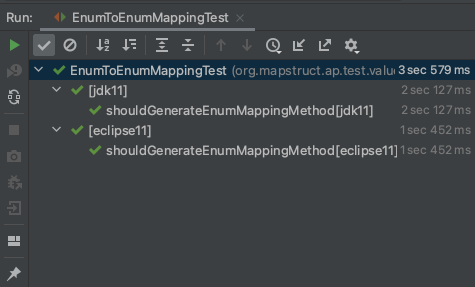 Run: EnumToEnumMappingTest
EnumToEnumMappingTest (org.mapstruct.ap.test.value 3 sec 579 ms
[jdk11] 2 sec 127 ms
shouldGenerateEnumMappingMethod[jdk11] 2 sec 127 ms
[eclipse11] 1 sec 452 ms
shouldGenerateEnumMappingMethod[eclipse11] 1 sec 452 ms